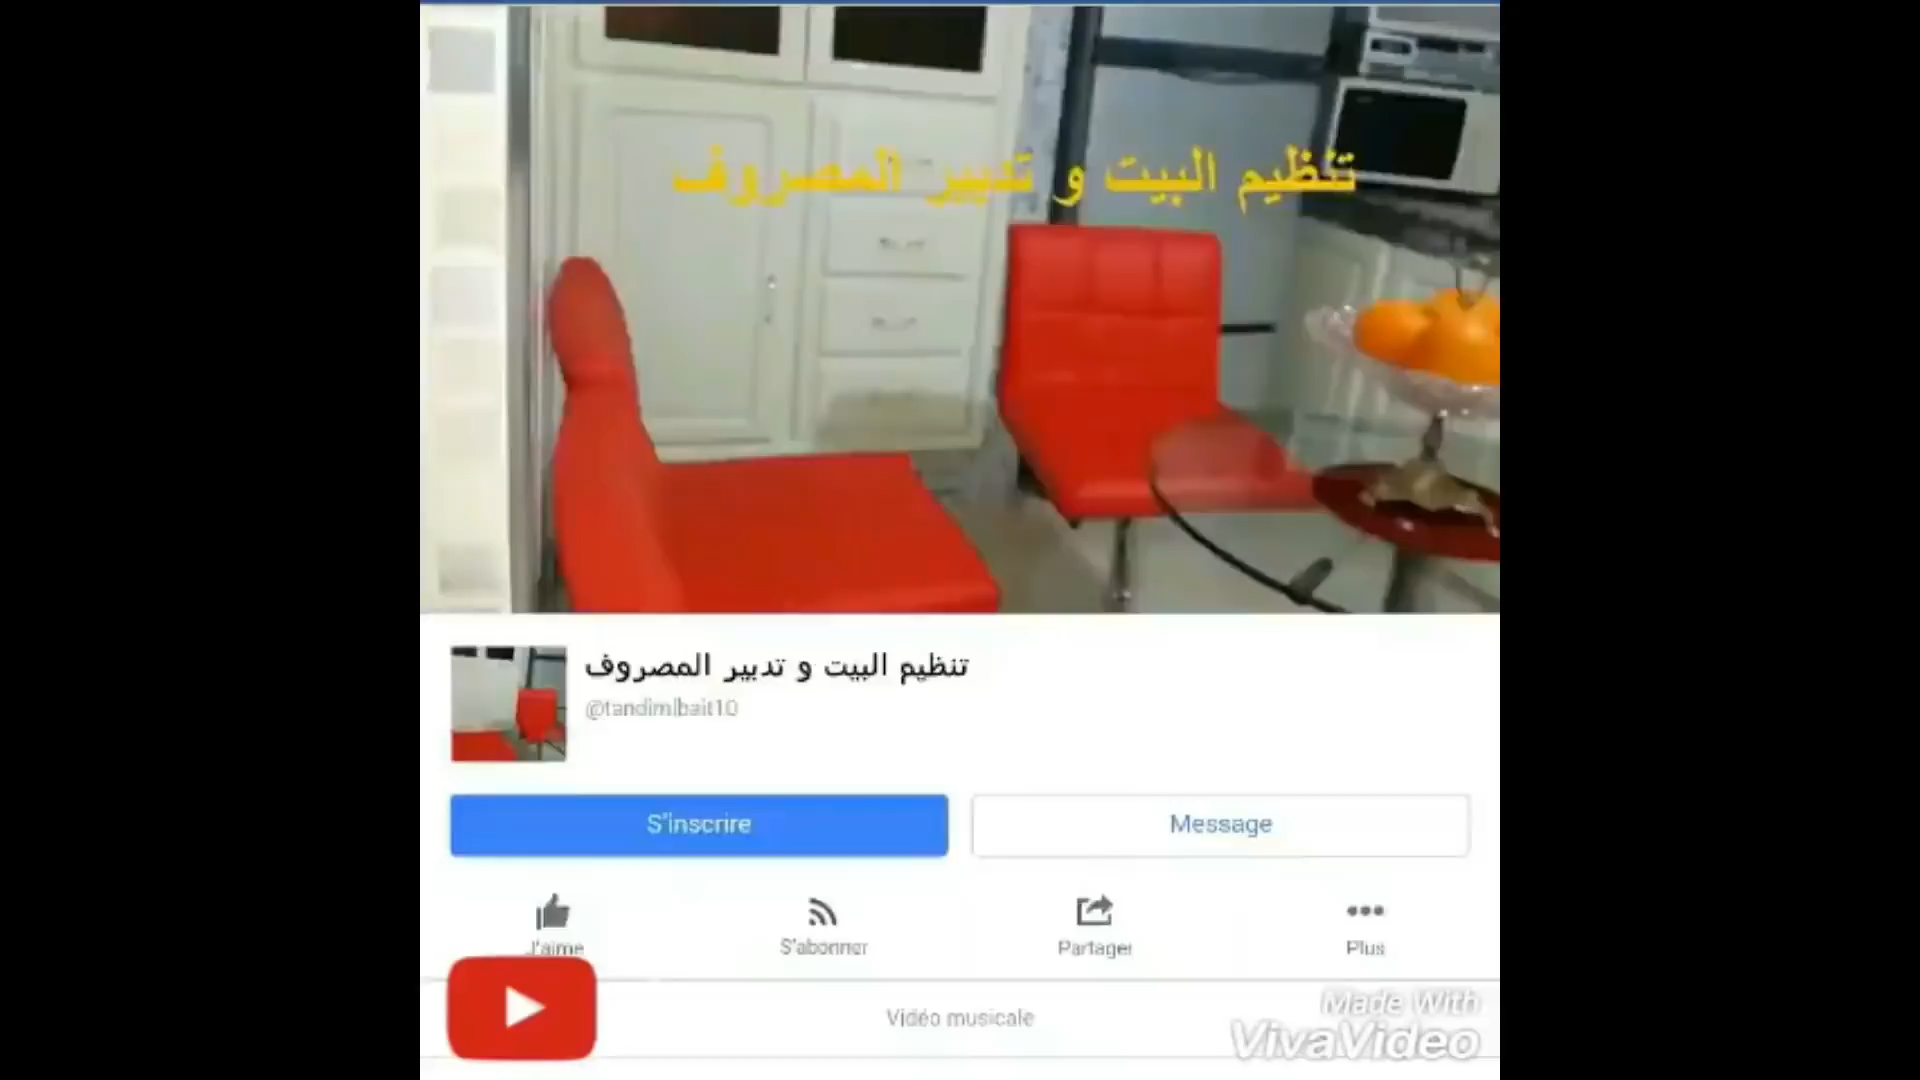 تنظيم البيت و تدبير المصروف
تنظيم البيت و تدبير المصروف
@tandimlbait10
S'inscrire
Message
J'aime
S'abonner
Partager
Plus
Vidéo musicale
Made With
VivaVideo